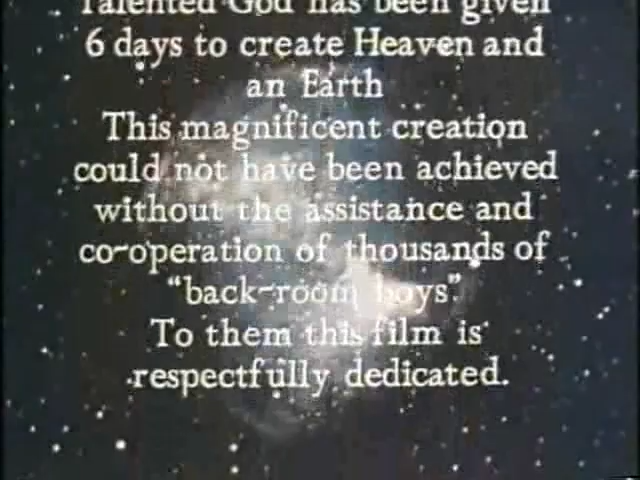 Talented God has been given
6 days to create Heaven and
an Earth
This magnificent creation
could not have been achieved
without the assistance and
co-operation of thousands of
"back-room boys".
To them this film is
respectfully dedicated.